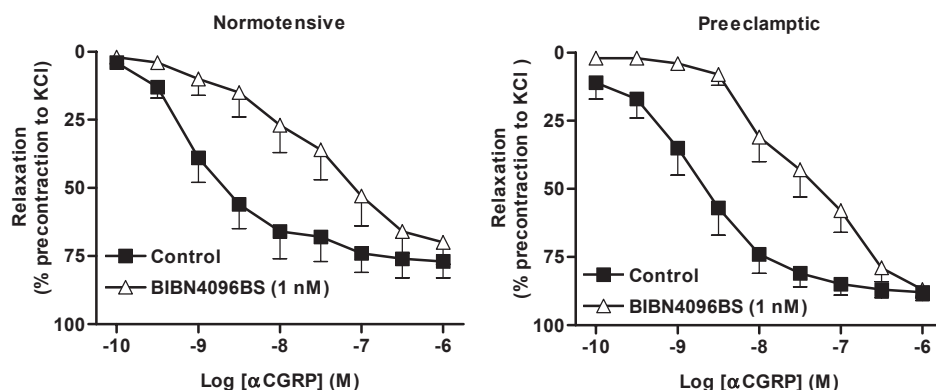 Normotensive
Relaxation
(% precontraction to KCl)
0
25
50
75
100
Control
BIBN4096BS (1 nM)
-10
-9
-8
-7
-6
Log [αCGRP] (M)
Preeclamptic
Relaxation
(% precontraction to KCl )
0
25
50
75
100
Control
BIBN4096BS (1 nM)
-10
-9
-8
-7
-6
Log [αCGRP] (M)